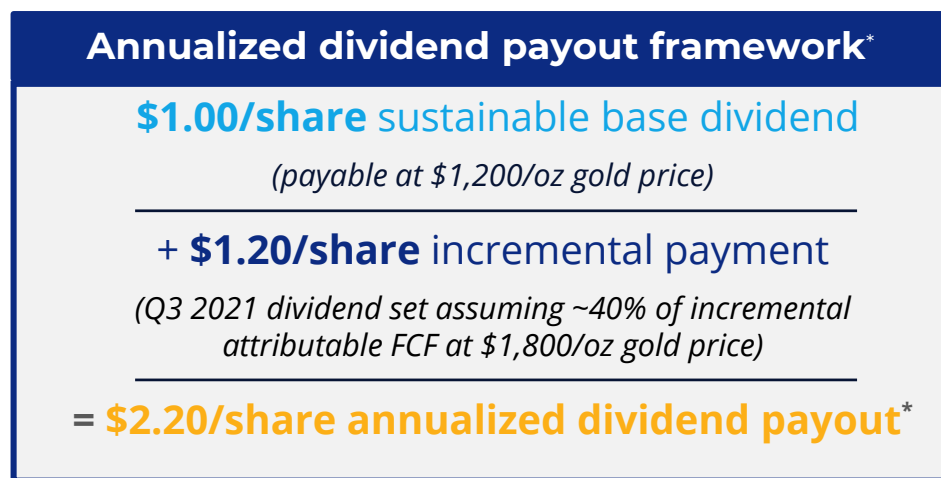 Annualized dividend payout framework*
$1.00/share sustainable base dividend
(payable at $1,200/oz gold price)
+ $1.20/share incremental payment
(Q3 2021 dividend set assuming ~40% of incremental
attributable FCF at $1,800/oz gold price)
= $2.20/share annualized dividend payout*